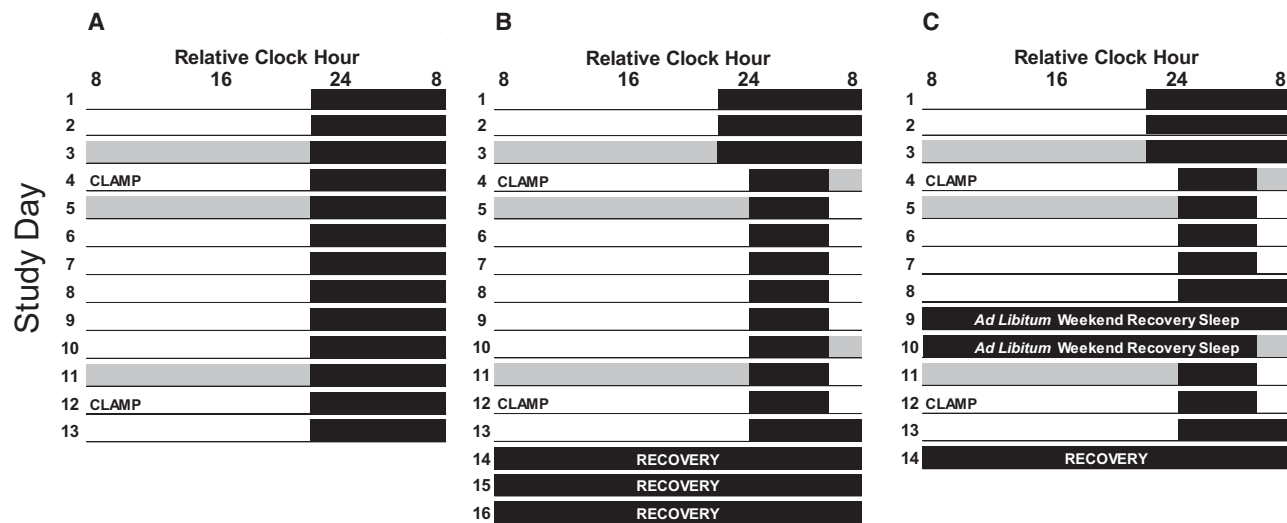 A
Relative Clock Hour
8 16 24 8
Study Day
1
2
3
4 CLAMP
5
6
7
8
9
10
11
12 CLAMP
13
B
Relative Clock Hour
8 16 24 8
1
2
3
4 CLAMP
5
6
7
8
9
10
11
12 CLAMP
13
14 RECOVERY
15 RECOVERY
16 RECOVERY
C
Relative Clock Hour
8 16 24 8
1
2
3
4 CLAMP
5
6
7
8
9 Ad Libitum Weekend Recovery Sleep
10 Ad Libitum Weekend Recovery Sleep
11
12 CLAMP
13
14 RECOVERY